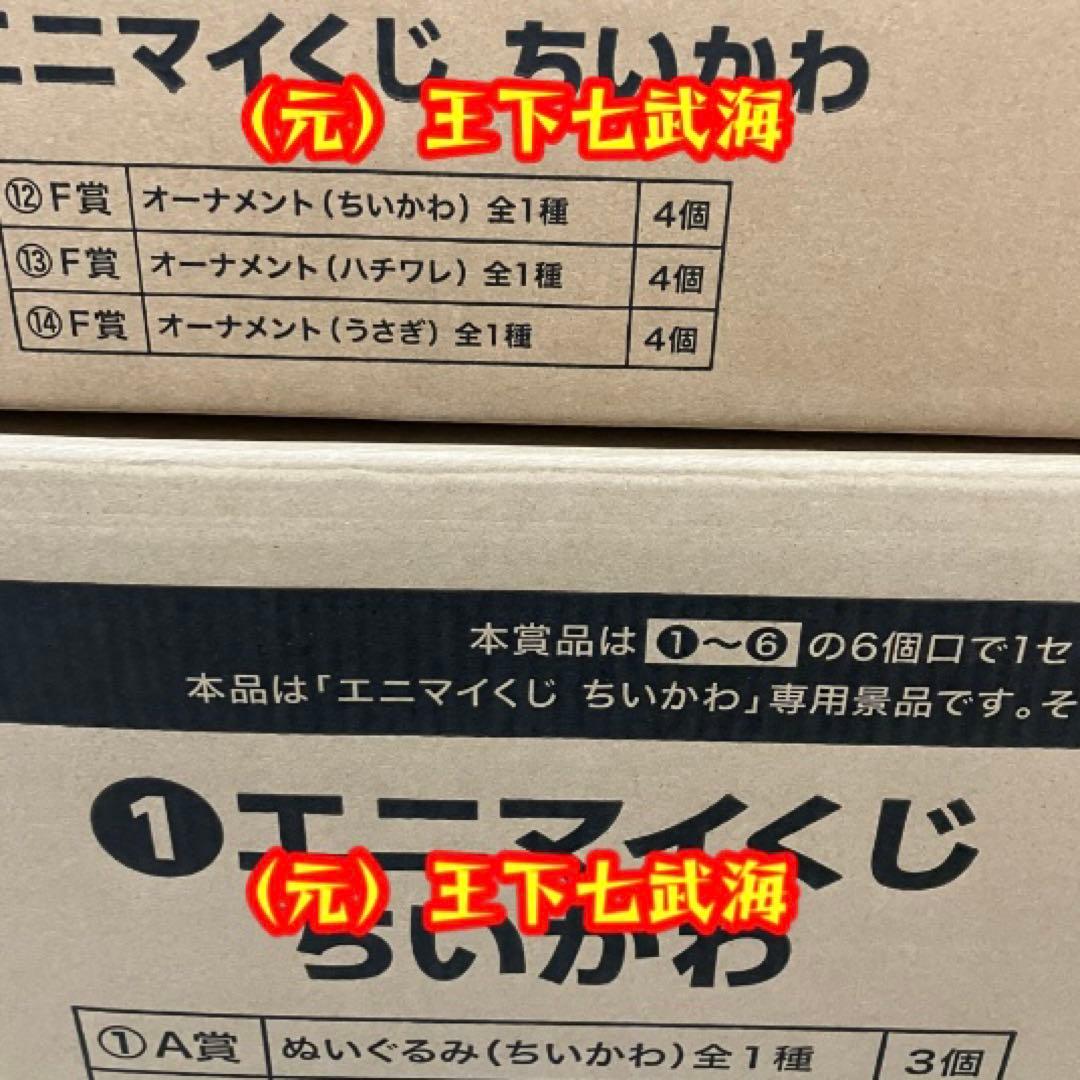 エニマイくじ ちいかわ
(元) 王下七武海
⑫F賞 オーナメント(ちいかわ) 全1種 4個
⑬F賞 オーナメント(ハチワレ) 全1種 4個
⑭F賞 オーナメント(うさぎ) 全1種 4個
本賞品は ❶〜❻ の6個口で1セ
本品は「エニマイくじ ちいかわ」専用景品です。そ
❶エニマイくじ
(元) 王下七武海
ちいかわ
①A賞 ぬいぐるみ(ちいかわ) 全1種 3個